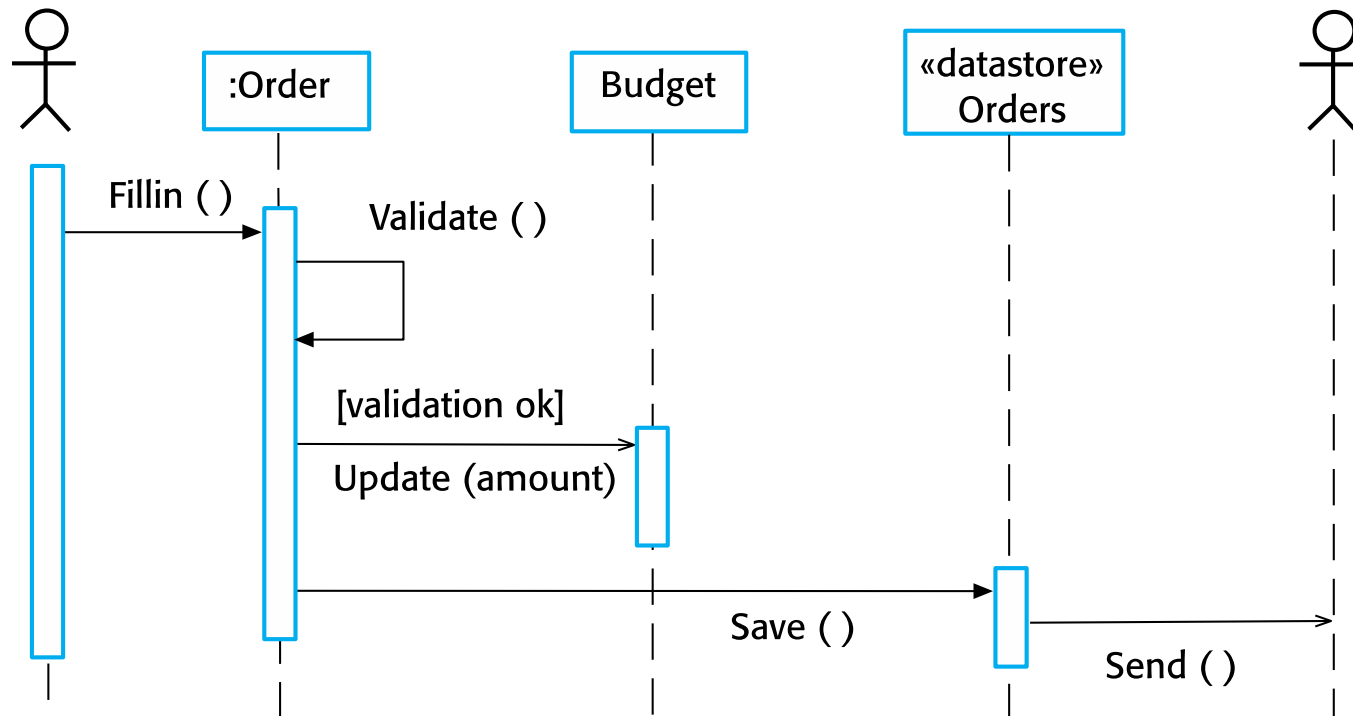 :Order
Budget
«datastore»
Orders
Fillin ( )
Validate ( )
[validation ok]
Update (amount)
Save ( )
Send ( )